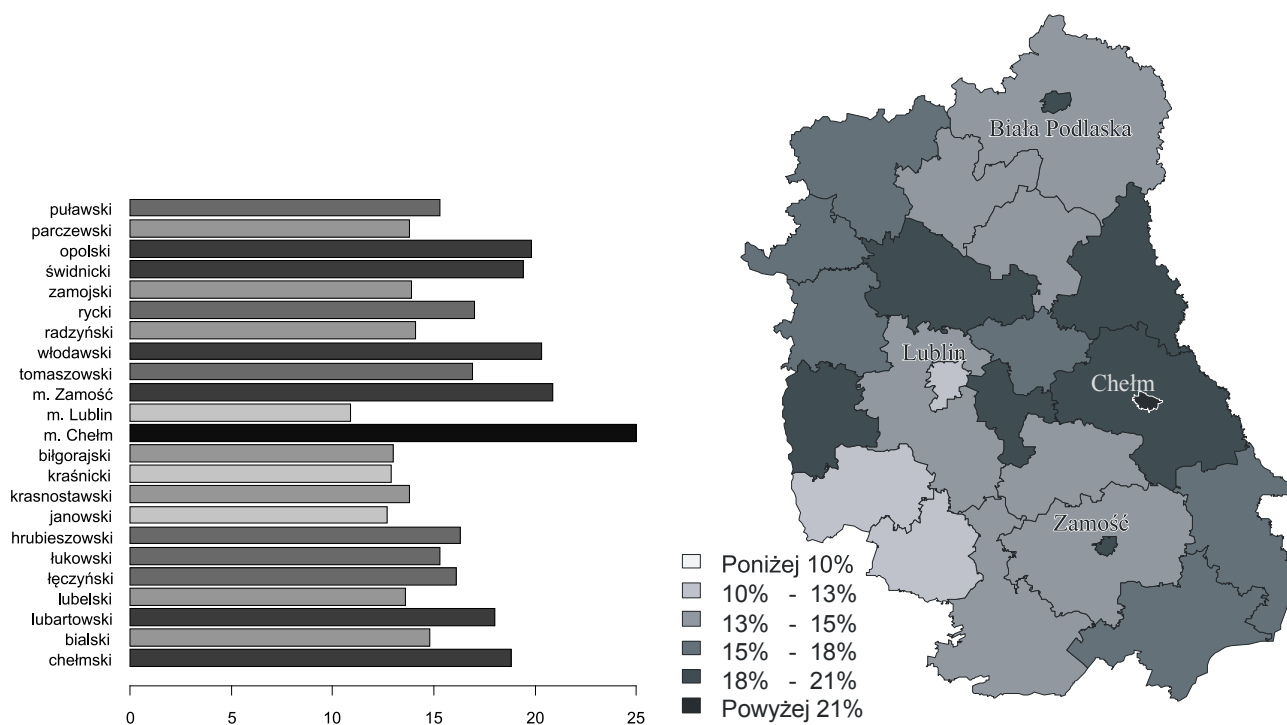 puławski
parczewski
opolski
świdnicki
zamojski
rycki
radzyński
włodawski
tomaszowski
m. Zamość
m. Lublin
m. Chełm
biłgorajski
kraśnicki
krasnostawski
janowski
hrubieszowski
łukowski
łęczyński
lubelski
lubartowski
bialski
chełmski
0 5 10 15 20 25
Biała Podlaska
Lublin
Chełm
Zamość
Poniżej 10%
10% - 13%
13% - 15%
15% - 18%
18% - 21%
Powyżej 21%